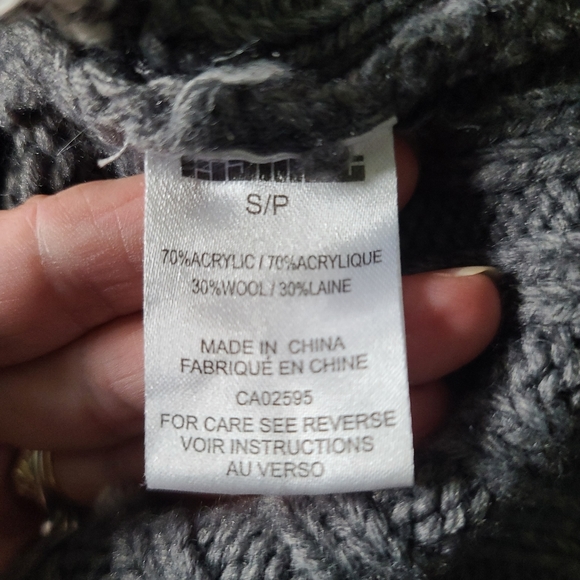 S/P
70%ACRYLIC / 70%ACRYLIQUE
30%WOOL / 30%LAINE
MADE IN CHINA
FABRIQUÉ EN CHINE
CA02595
FOR CARE SEE REVERSE
VOIR INSTRUCTIONS
AU VERSO